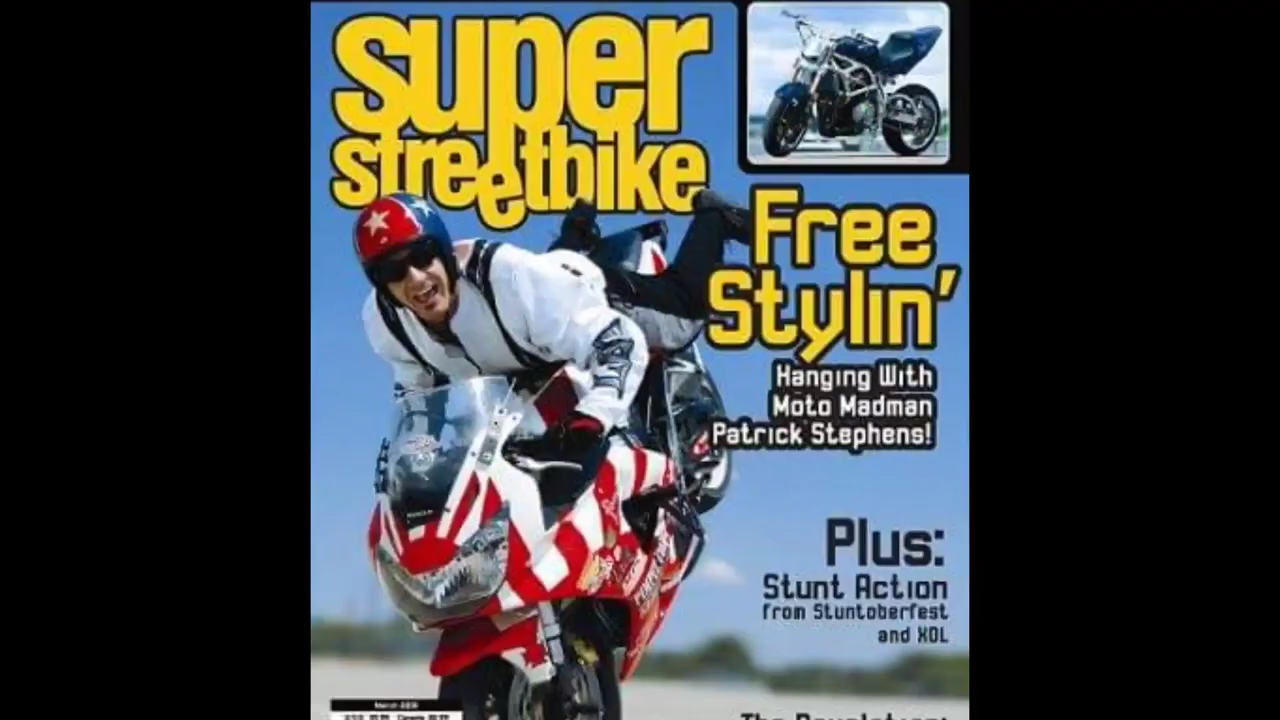 super
streetbike
Free
Stylin'
Hanging With
Moto Madman
Patrick Stephens!
Plus:
Stunt Action
from Stuntoberfest
and XDL